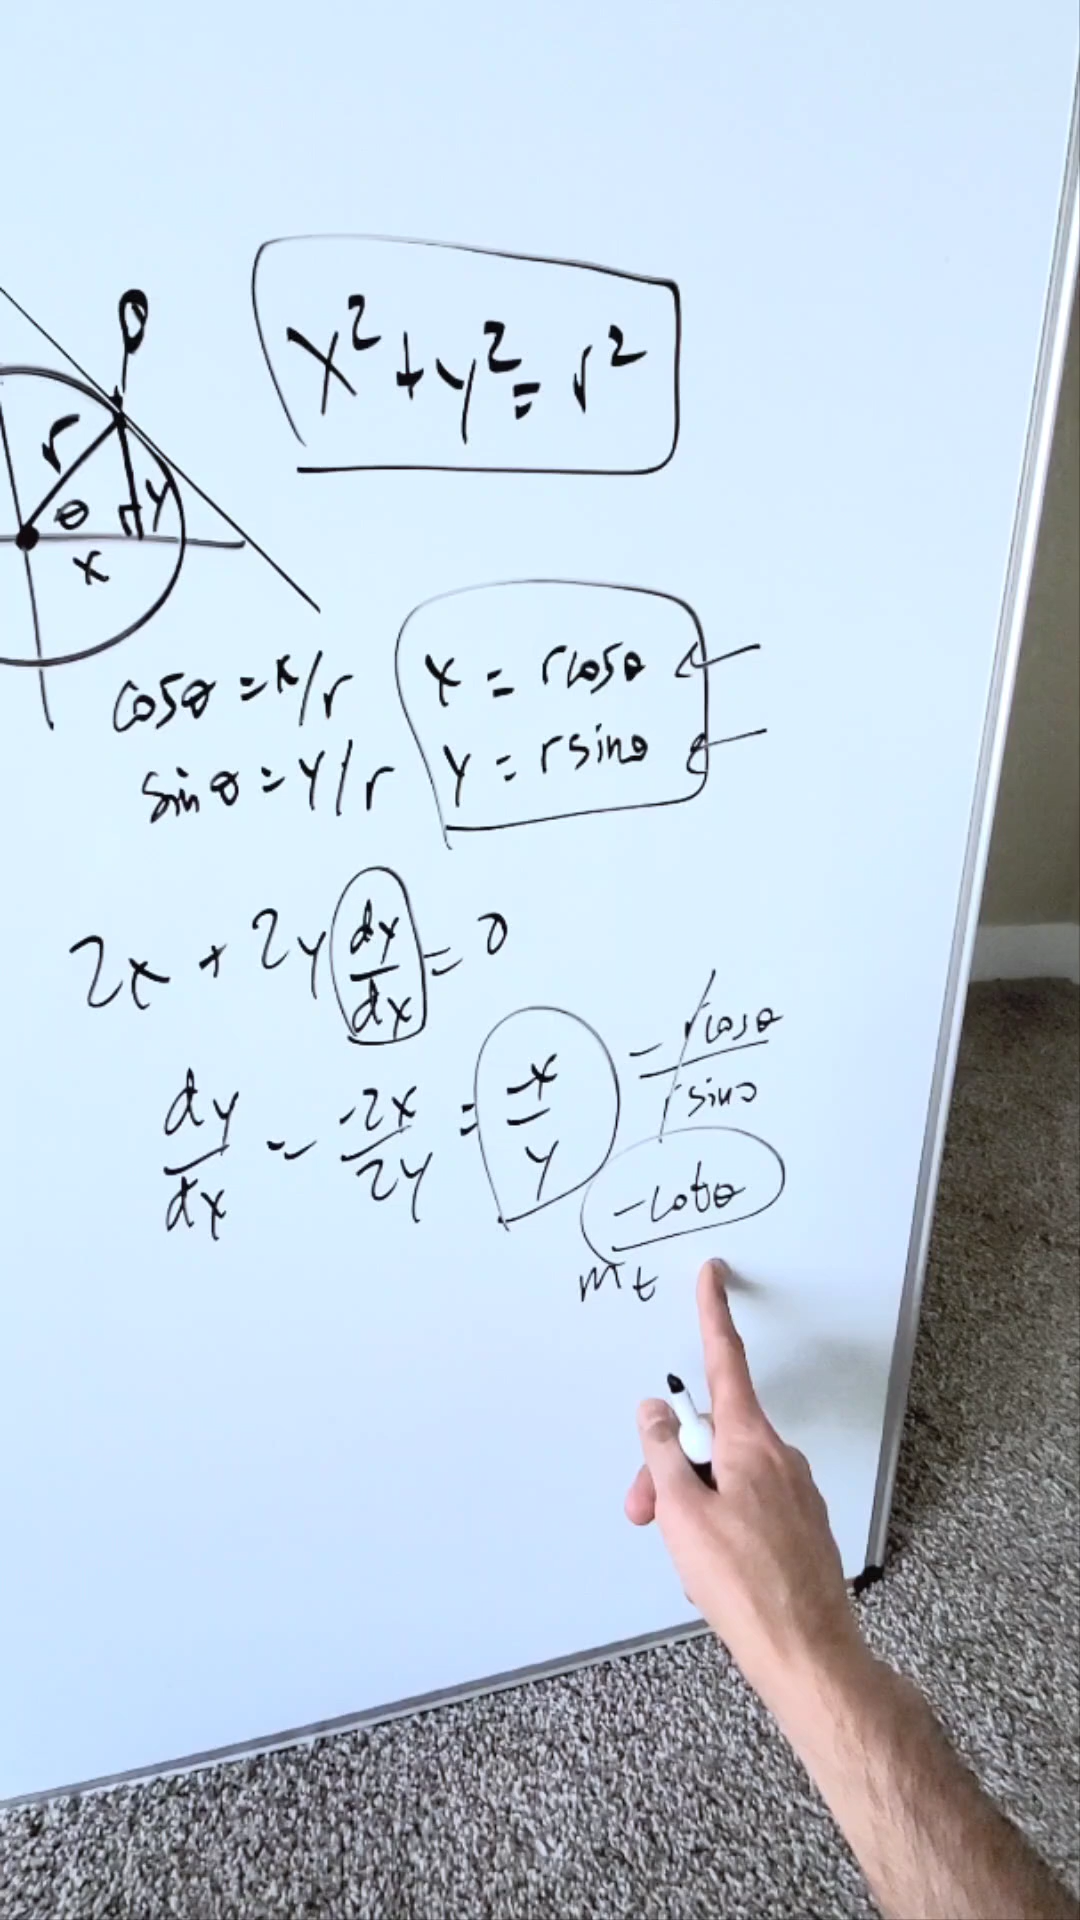 x² + y² = r²
P
r
θ
y
x
cosθ = x/r
sinθ = y/r
x = rcosθ
y = rsinθ
2x + 2y dy/dx = 0
dy/dx = -2x/2y = -x/y = -rcosθ/rsinθ
-cotθ
mt